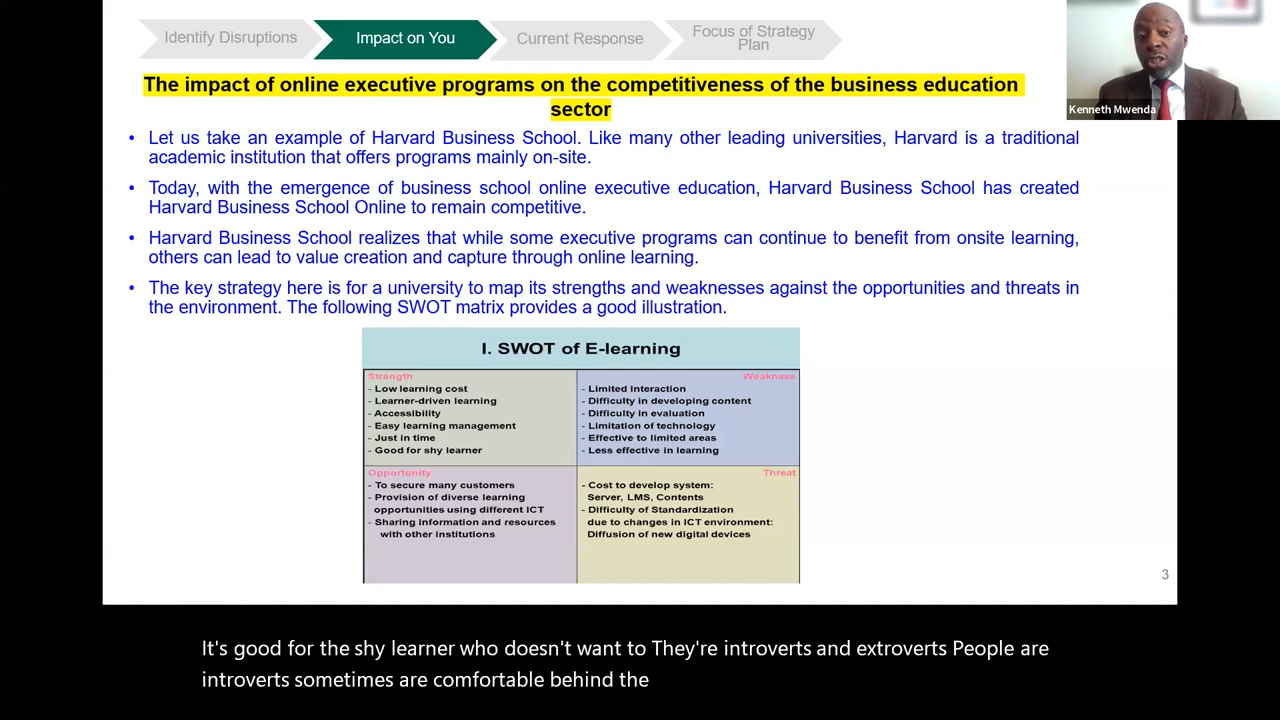 Identify Disruptions
Impact on You
Current Response
Focus of Strategy
Plan
Kenneth Mwenda
The impact of online executive programs on the competitiveness of the business education
sector
• Let us take an example of Harvard Business School. Like many other leading universities, Harvard is a traditional
academic institution that offers programs mainly on-site.
• Today, with the emergence of business school online executive education, Harvard Business School has created
Harvard Business School Online to remain competitive.
• Harvard Business School realizes that while some executive programs can continue to benefit from onsite learning,
others can lead to value creation and capture through online learning.
• The key strategy here is for a university to map its strengths and weaknesses against the opportunities and threats in
the environment. The following SWOT matrix provides a good illustration.
I. SWOT of E-learning
Strength
- Low learning cost
- Learner-driven learning
- Accessibility
- Easy learning management
- Just in time
- Good for shy learner
Weakness
- Limited Interaction
- Difficulty in developing content
- Difficulty in evaluation
- Limitation of technology
- Effective to limited areas
- Less effective in learning
Opportunity
- To secure many customers
- Provision of diverse learning
opportunities using different ICT
- Sharing information and resources
with other institutions
Threat
- Cost to develop system:
Server, LMS, Contents
- Difficulty of Standardization
due to changes in ICT environment:
Diffusion of new digital devices
3
It's good for the shy learner who doesn't want to They're introverts and extroverts People are
introverts sometimes are comfortable behind the